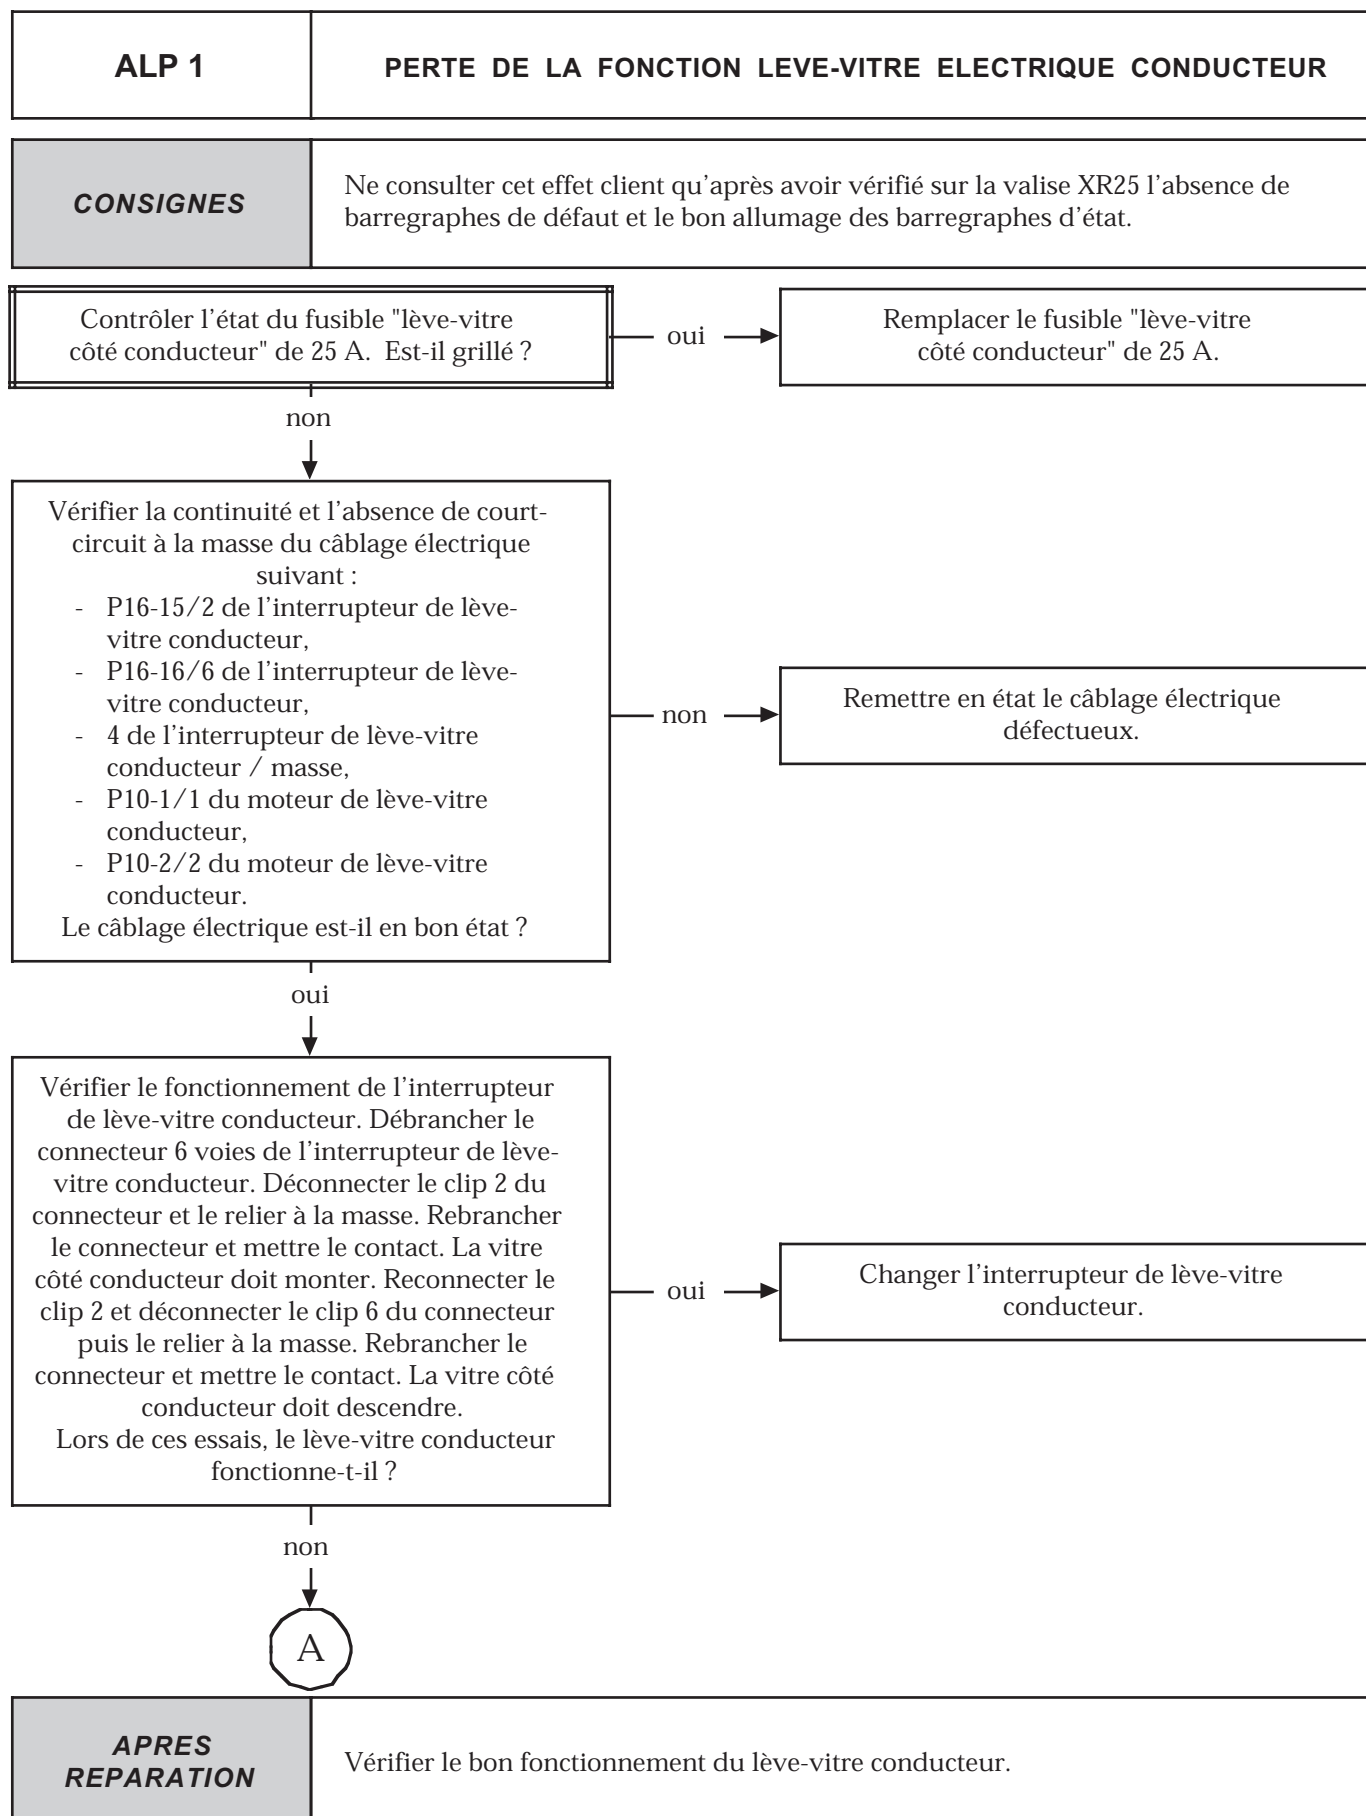 ALP 1
PERTE DE LA FONCTION LEVE-VITRE ELECTRIQUE CONDUCTEUR
CONSIGNES
Ne consulter cet effet client qu’après avoir vérifié sur la valise XR25 l’absence de
barregraphes de défaut et le bon allumage des barregraphes d’état.
Contrôler l’état du fusible "lève-vitre
côté conducteur" de 25 A. Est-il grillé ?
oui
Remplacer le fusible "lève-vitre
côté conducteur" de 25 A.
non
Vérifier la continuité et l’absence de court-
circuit à la masse du câblage électrique
suivant :
- P16-15/2 de l’interrupteur de lève-
vitre conducteur,
- P16-16/6 de l’interrupteur de lève-
vitre conducteur,
- 4 de l’interrupteur de lève-vitre
conducteur / masse,
- P10-1/1 du moteur de lève-vitre
conducteur,
- P10-2/2 du moteur de lève-vitre
conducteur.
Le câblage électrique est-il en bon état ?
non
Remettre en état le câblage électrique
défectueux.
oui
Vérifier le fonctionnement de l’interrupteur
de lève-vitre conducteur. Débrancher le
connecteur 6 voies de l’interrupteur de lève-
vitre conducteur. Déconnecter le clip 2 du
connecteur et le relier à la masse. Rebrancher
le connecteur et mettre le contact. La vitre
côté conducteur doit monter. Reconnecter le
clip 2 et déconnecter le clip 6 du connecteur
puis le relier à la masse. Rebrancher le
connecteur et mettre le contact. La vitre côté
conducteur doit descendre.
Lors de ces essais, le lève-vitre conducteur
fonctionne-t-il ?
oui
Changer l’interrupteur de lève-vitre
conducteur.
non
A
APRES
REPARATION
Vérifier le bon fonctionnement du lève-vitre conducteur.